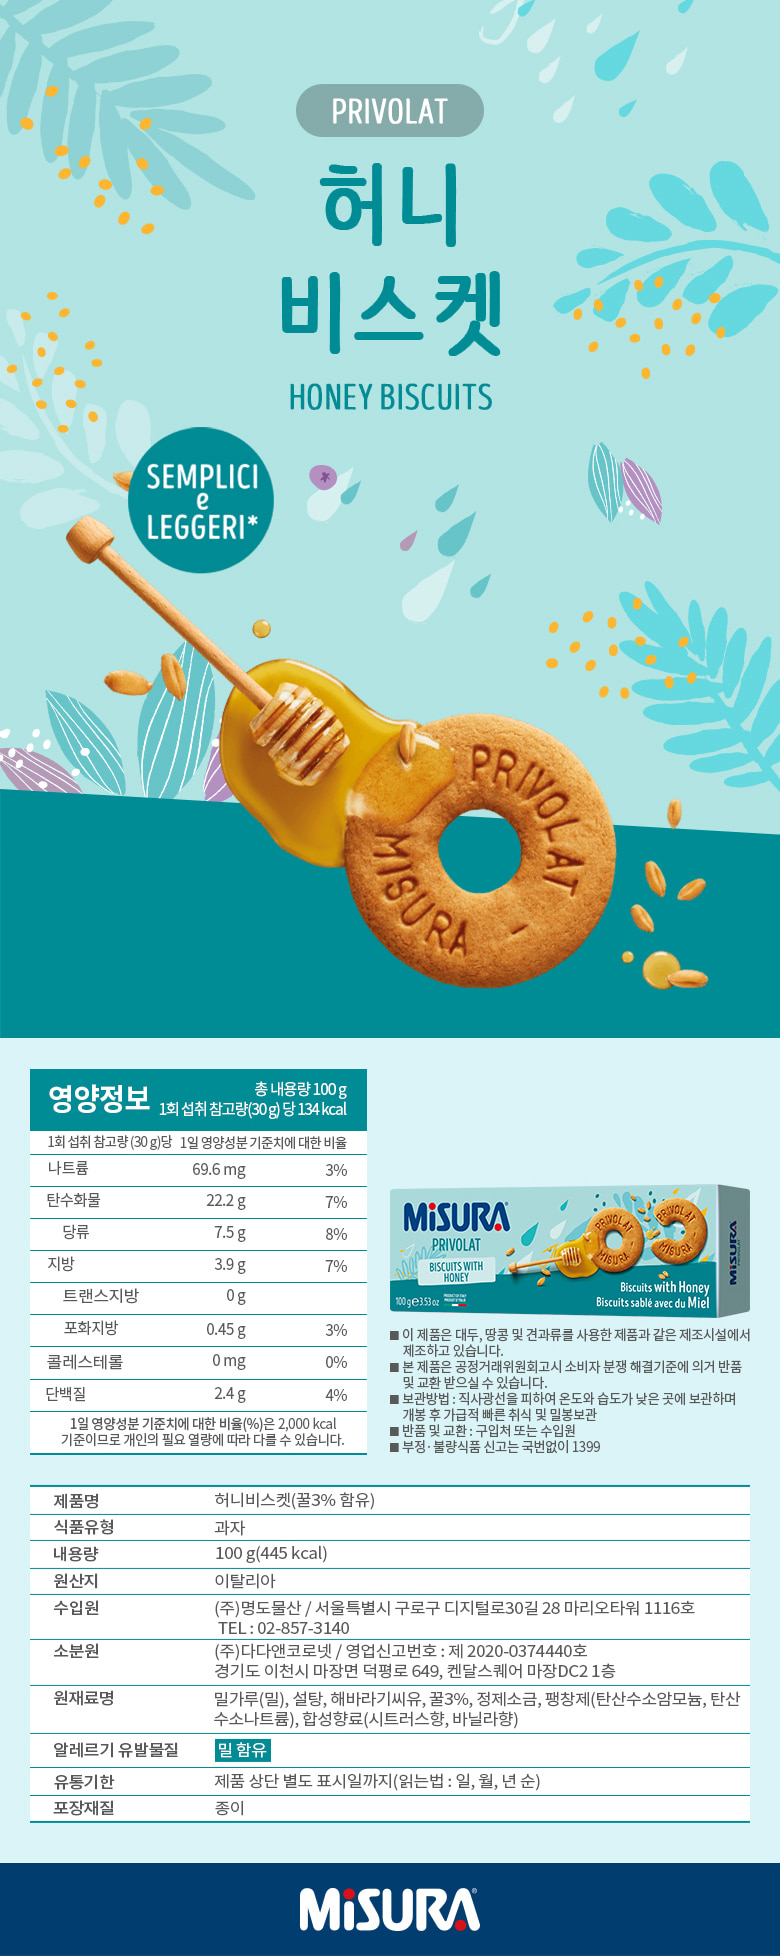 PRIVOLAT
허니
비스켓
HONEY BISCUITS
SEMPLICI
e
LEGGERI*
PRIVOLAT
MISURA
영양정보
총 내용량 100 g
1회 섭취 참고량(30 g) 당 134 kcal
1회 섭취 참고량 (30 g)당 1일 영양성분 기준치에 대한 비율
나트륨 69.6 mg 3%
탄수화물 22.2 g 7%
당류 7.5 g 8%
지방 3.9 g 7%
트랜스지방 0 g
포화지방 0.45 g 3%
콜레스테롤 0 mg 0%
단백질 2.4 g 4%
1일 영양성분 기준치에 대한 비율(%)은 2,000 kcal
기준이므로 개인의 필요 열량에 따라 다를 수 있습니다.
MiSURA
PRIVOLAT
BISCUITS WITH
HONEY
100 g e 3.53 oz
PRIVOLAT
MISURA
PRIVOLAT
MISURA
Biscuits with Honey
Biscuits sablé avec du Miel
MiSURA
■ 이 제품은 대두, 땅콩 및 견과류를 사용한 제품과 같은 제조시설에서
제조하고 있습니다.
■ 본 제품은 공정거래위원회고시 소비자 분쟁 해결기준에 의거 반품
및 교환 받으실 수 있습니다.
■ 보관방법 : 직사광선을 피하여 온도와 습도가 낮은 곳에 보관하며
개봉 후 가급적 빠른 취식 및 밀봉보관
■ 반품 및 교환 : 구입처 또는 수입원
■ 부정·불량식품 신고는 국번없이 1399
제품명 허니비스켓(꿀3% 함유)
식품유형 과자
내용량 100 g(445 kcal)
원산지 이탈리아
수입원 (주)명도물산 / 서울특별시 구로구 디지털로30길 28 마리오타워 1116호
TEL : 02-857-3140
소분원 (주)다다앤코로넷 / 영업신고번호 : 제 2020-0374440호
경기도 이천시 마장면 덕평로 649, 켄달스퀘어 마장DC2 1층
원재료명 밀가루(밀), 설탕, 해바라기씨유, 꿀3%, 정제소금, 팽창제(탄산수소암모늄, 탄산
수소나트륨), 합성향료(시트러스향, 바닐라향)
알레르기 유발물질 밀 함유
유통기한 제품 상단 별도 표시일까지(읽는법 : 일, 월, 년 순)
포장재질 종이
MiSURA